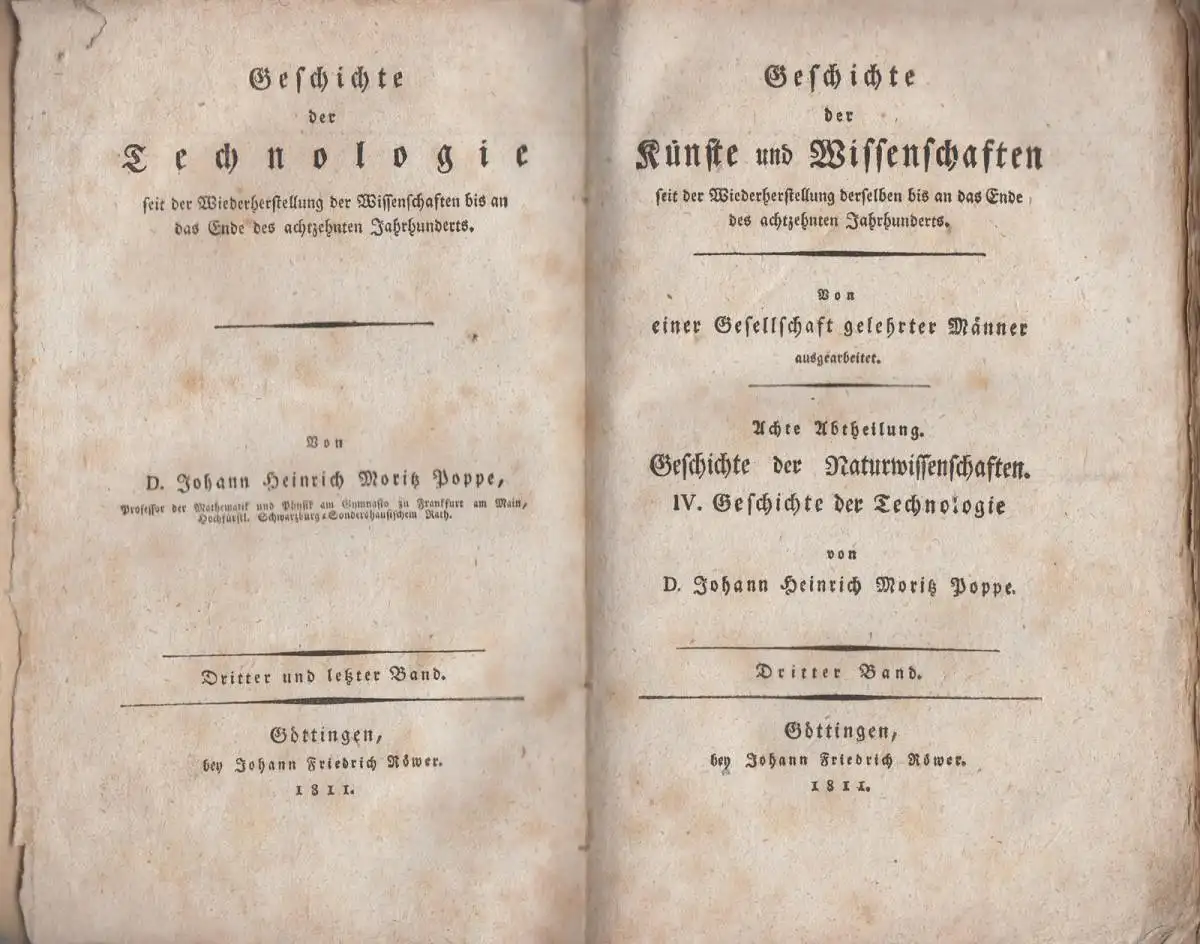 Geschichte
der
Technologie
seit der Wiederherstellung der Wissenschaften bis an
das Ende des achtzehnten Jahrhunderts.
Von
D. Johann Heinrich Moritz Poppe,
Professor der Mathematik und Physik am Gymnasio zu Frankfurt am Main,
Hochfürstl. Schwarzburg-Sondershausischem Rath.
Dritter und letzter Band.
Göttingen,
bey Johann Friedrich Röwer.
1811.
Geschichte
der
Künste und Wissenschaften
seit der Wiederherstellung derselben bis an das Ende
des achtzehnten Jahrhunderts.
Von
einer Gesellschaft gelehrter Männer
ausgearbeitet.
Achte Abtheilung.
Geschichte der Naturwissenschaften.
IV. Geschichte der Technologie
von
D. Johann Heinrich Moritz Poppe.
Dritter Band.
Göttingen,
bey Johann Friedrich Röwer.
1811.